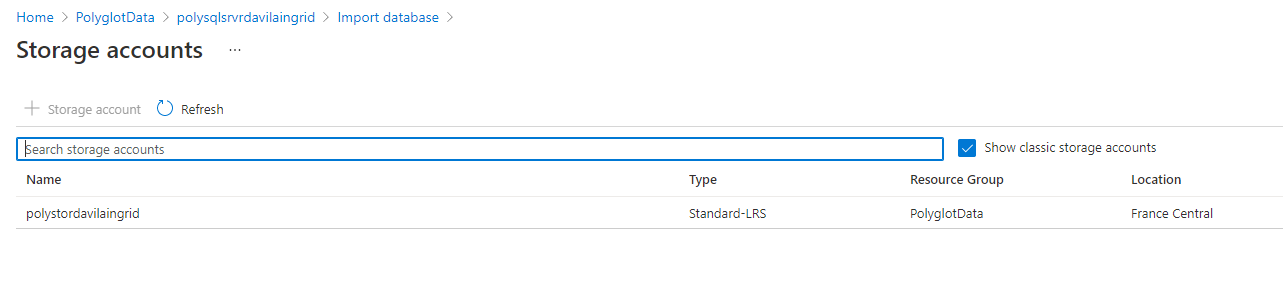 Home > PolyglotData > polysqlsrvrdavilaingrid > Import database >
Storage accounts ...
+ Storage account Refresh
Search storage accounts Show classic storage accounts
Name Type Resource Group Location
polystordavilaingrid Standard-LRS PolyglotData France Central